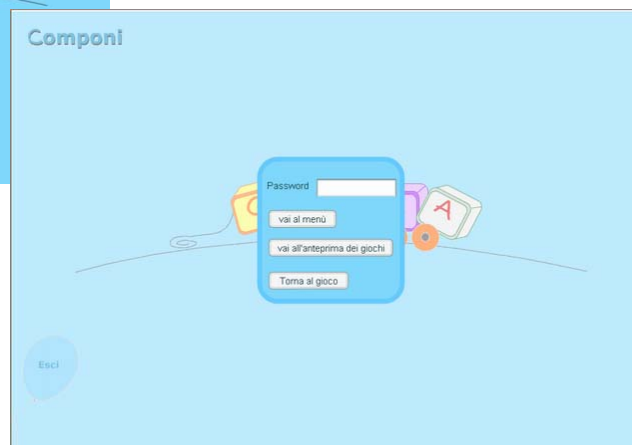 Componi
Password
vai al menù
vai all'anteprima dei giochi
Torna al gioco
A
Esci